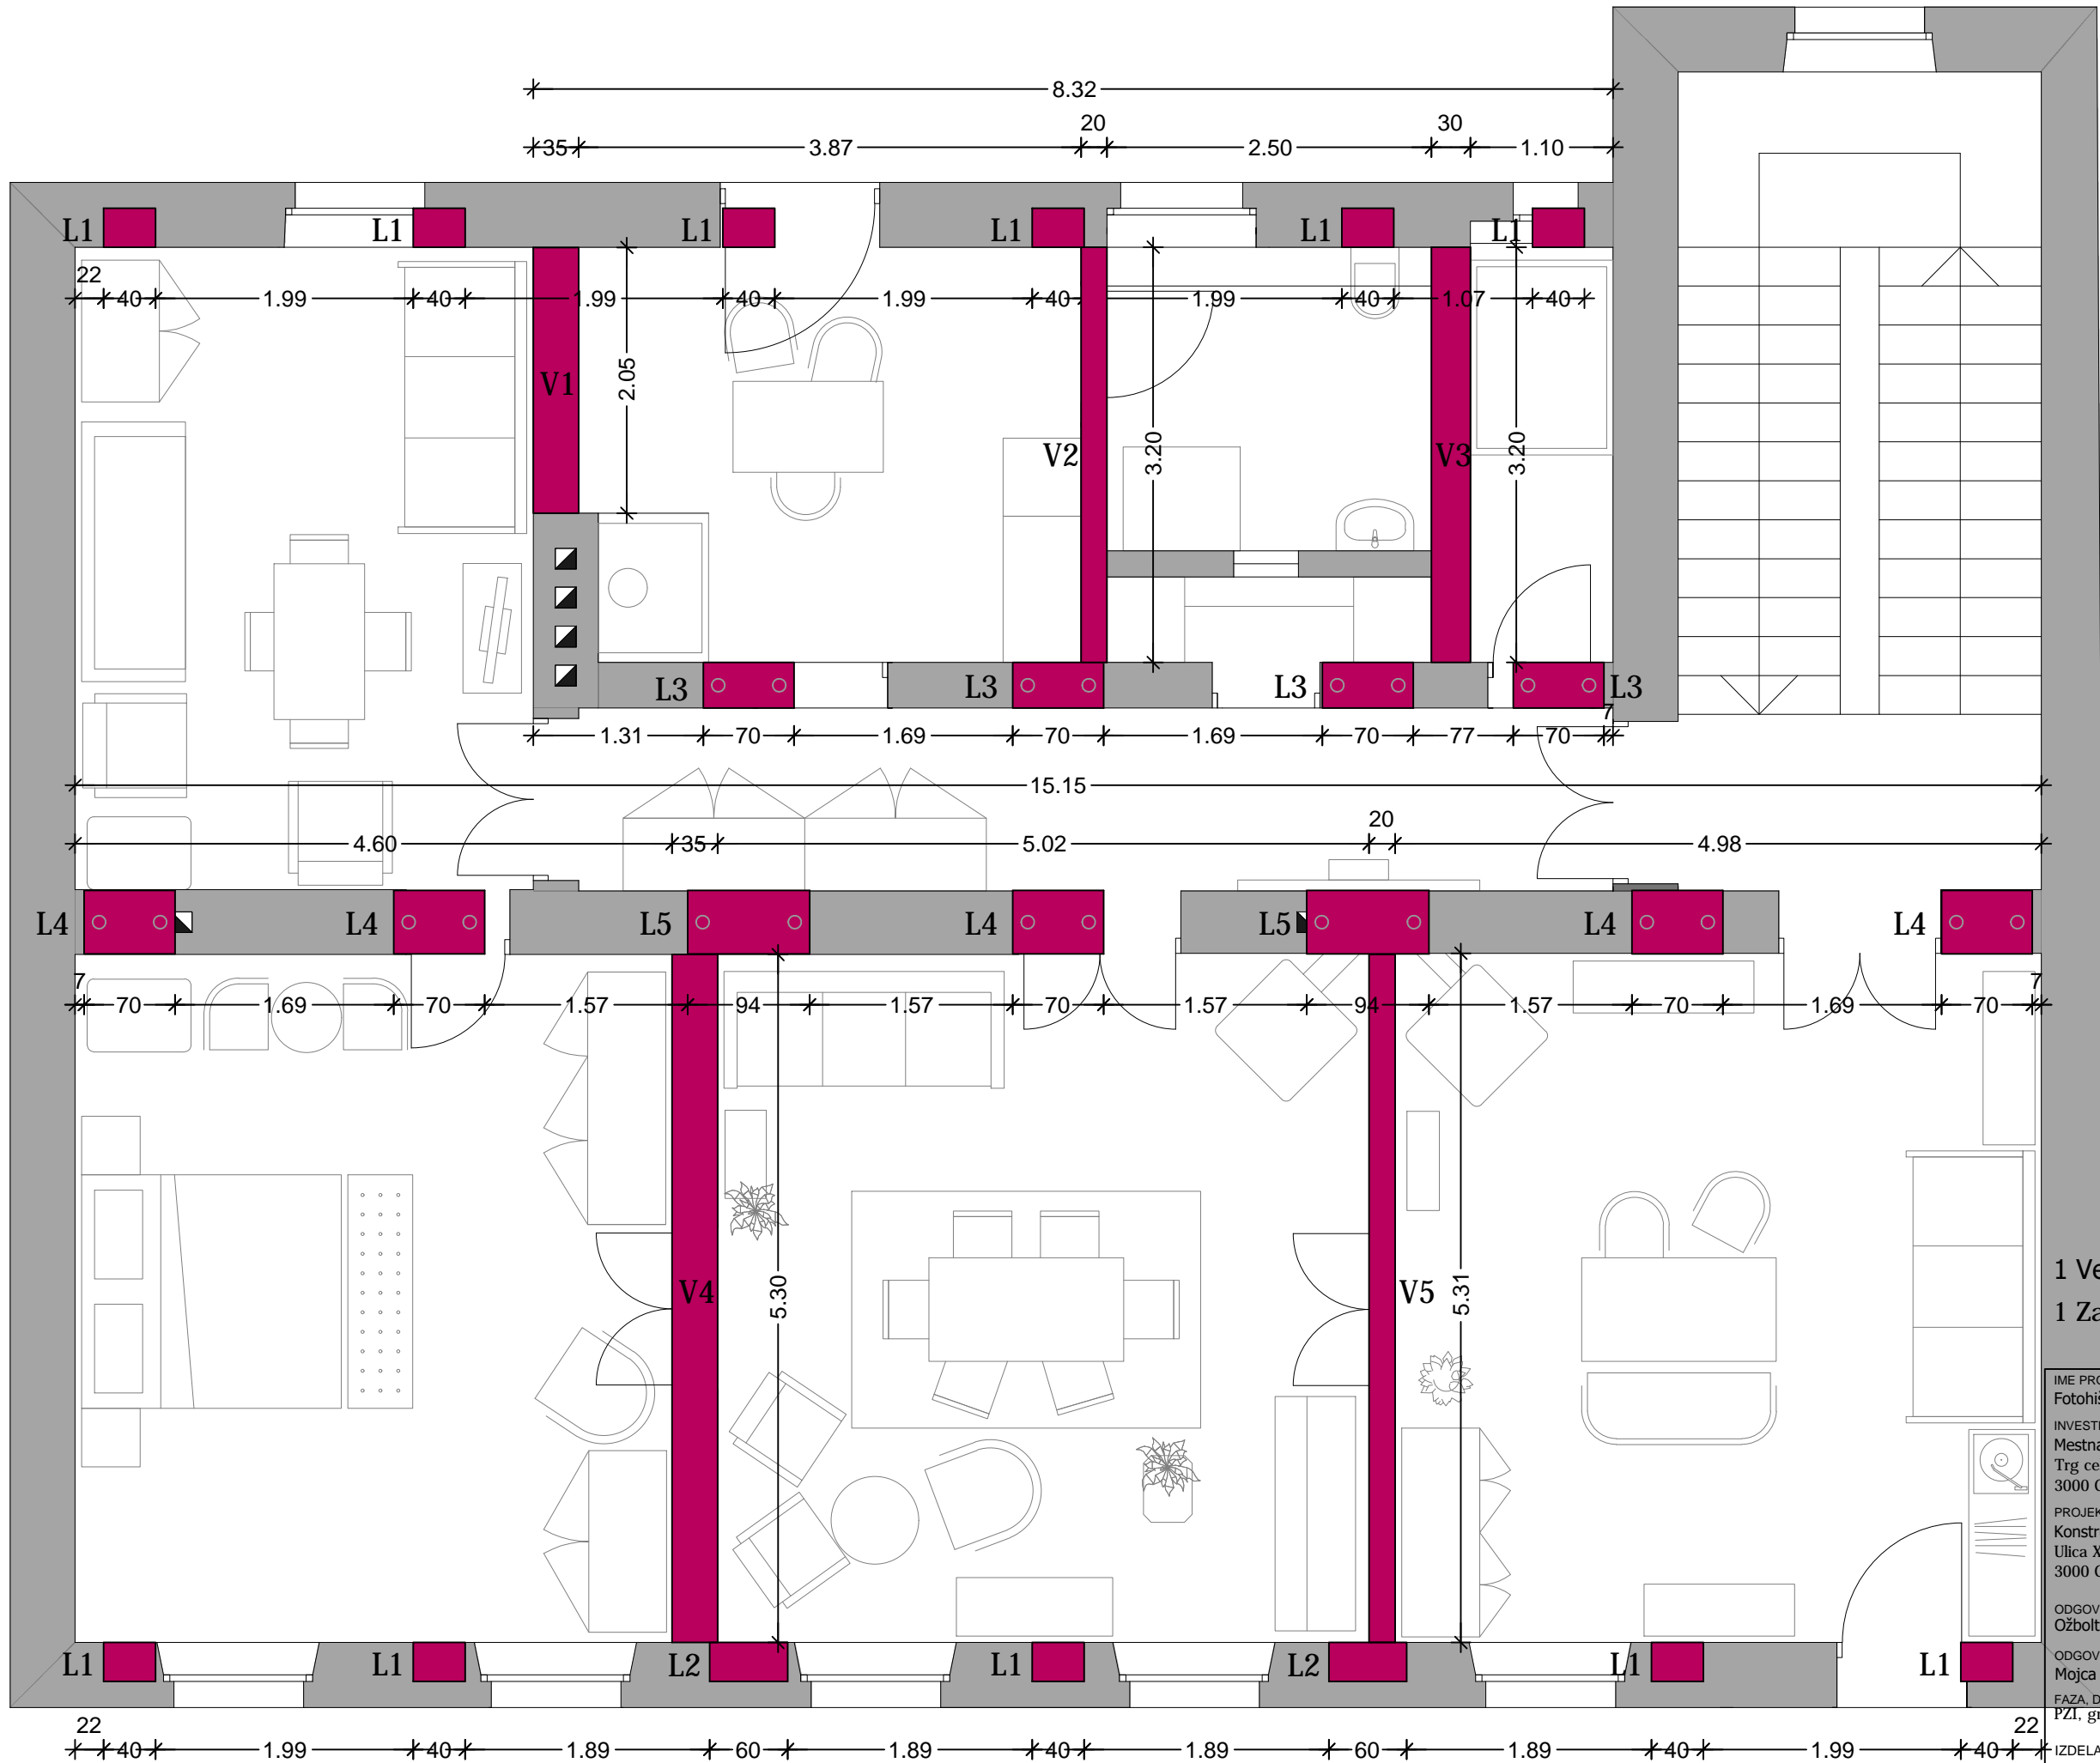 8.32
20 30
35 3.87 2.50 1.10
L1 L1 L1 L1 L1 L1
22
40 1.99 40 1.99 40 1.99 40 1.99 40 1.07 40
2.05
V1
V2 3.20 V3 3.20
L3 L3 L3 L3
7
1.31 70 1.69 70 1.69 70 77 70
15.15
20
4.60 35 5.02 4.98
L4 L4 L5 L4 L5 L4 L4
7 7
70 1.69 70 1.57 94 1.57 70 1.57 94 1.57 70 1.69 70
V4 5.30 V5 5.31
L1 L1 L2 L1 L2 L1 L1
22 22
40 1.99 40 1.89 60 1.89 40 1.89 60 1.89 40 1.99 40
1 Ve
1 Za
IME PRO
Fotohiš
INVESTI
Mestna
Trg ce
3000 C
PROJEK
Konstr
Ulica X
3000 C
ODGOV
Ožbolt
ODGOV
Mojca
FAZA, D
PZI, gr
IZDELA